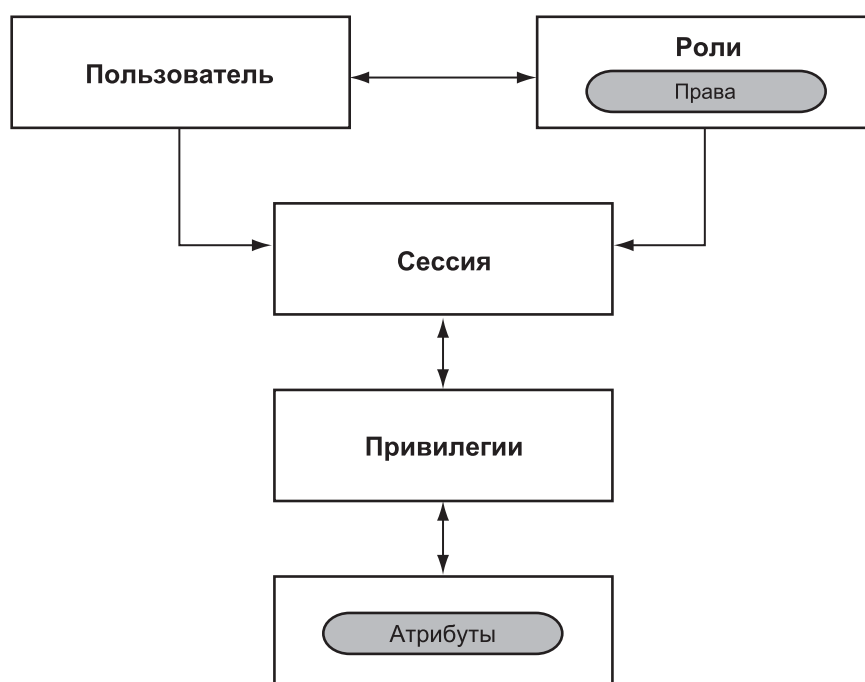 Пользователь
Роли
Права
Сессия
Привилегии
Атрибуты